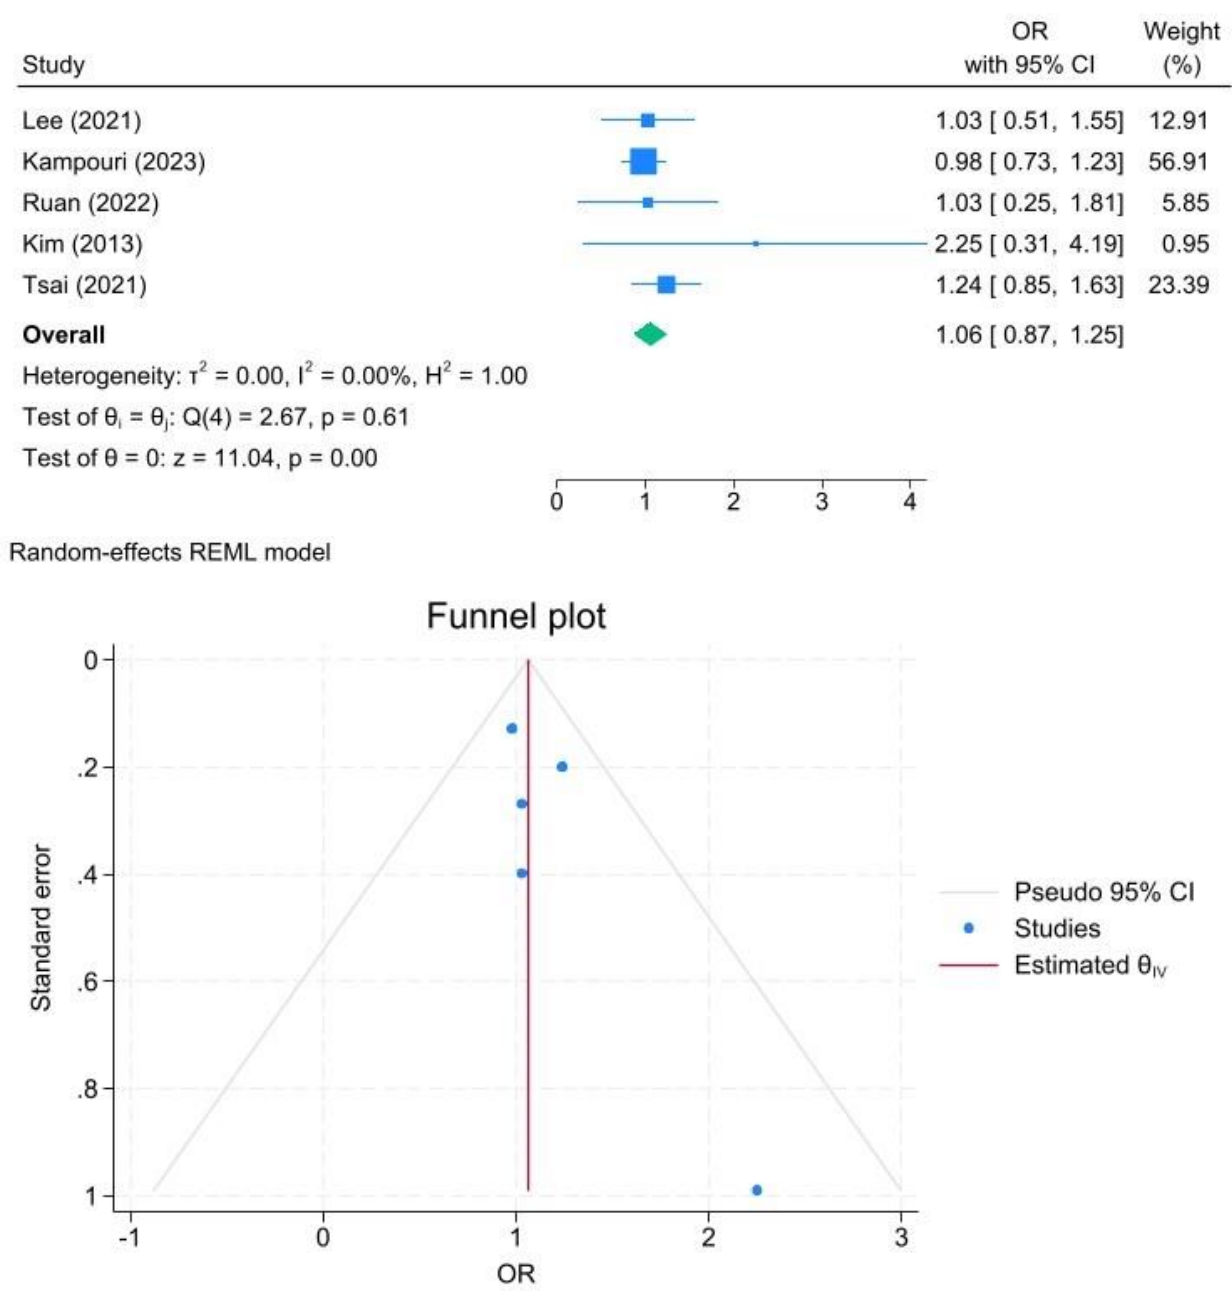 OR Weight
Study with 95% CI (%)
Lee (2021) 1.03 [ 0.51, 1.55] 12.91
Kampouri (2023) 0.98 [ 0.73, 1.23] 56.91
Ruan (2022) 1.03 [ 0.25, 1.81] 5.85
Kim (2013) 2.25 [ 0.31, 4.19] 0.95
Tsai (2021) 1.24 [ 0.85, 1.63] 23.39
Overall 1.06 [ 0.87, 1.25]
Heterogeneity: τ² = 0.00, I² = 0.00%, H² = 1.00
Test of θᵢ = θⱼ: Q(4) = 2.67, p = 0.61
Test of θ = 0: z = 11.04, p = 0.00
0 1 2 3 4
Random-effects REML model
Funnel plot
0
.2
.4
.6
.8
1
Standard error
-1 0 1 2 3
OR
Pseudo 95% CI
Studies
Estimated θIV